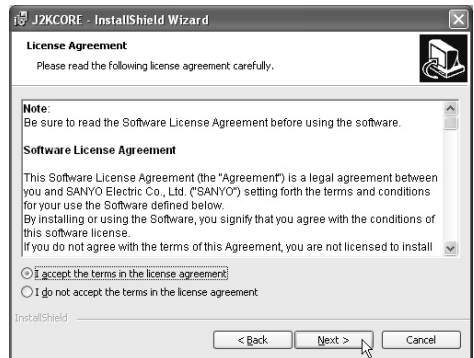 J2KCORE - InstallShield Wizard
License Agreement
Please read the following license agreement carefully.
Note:
Be sure to read the Software License Agreement before using the software.
Software License Agreement
This Software License Agreement (the "Agreement") is a legal agreement between
you and SANYO Electric Co., Ltd. ("SANYO") setting forth the terms and conditions
for your use the Software defined below.
By installing or using the Software, you signify that you agree with the conditions of
this software license.
If you do not agree with the terms of this Agreement, you are not licensed to install
I accept the terms in the license agreement
I do not accept the terms in the license agreement
InstallShield
< Back Next > Cancel